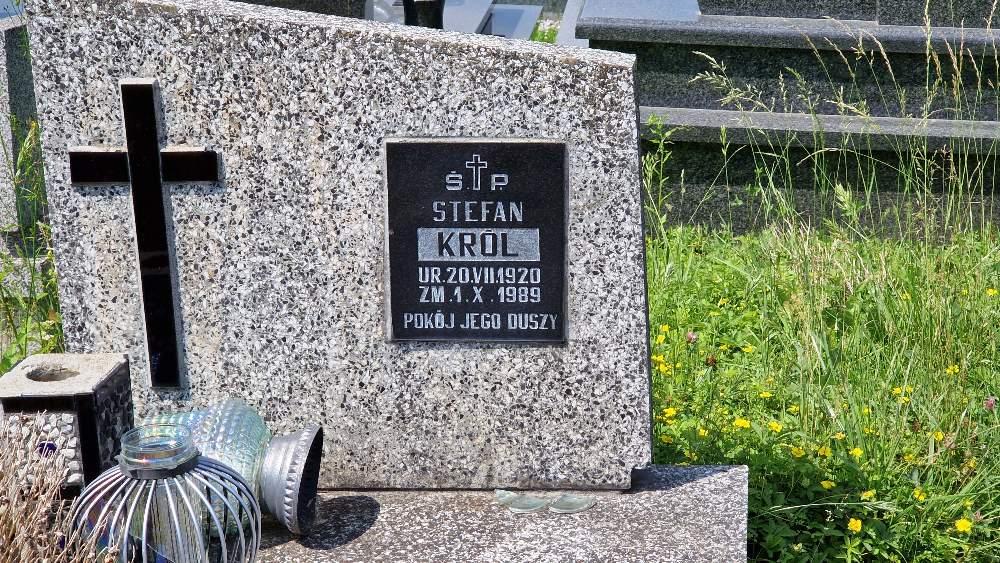 Ś.P
STEFAN
KRÓL
UR.20.VII.1920
ZM.1.X.1989
POKÓJ JEGO DUSZY